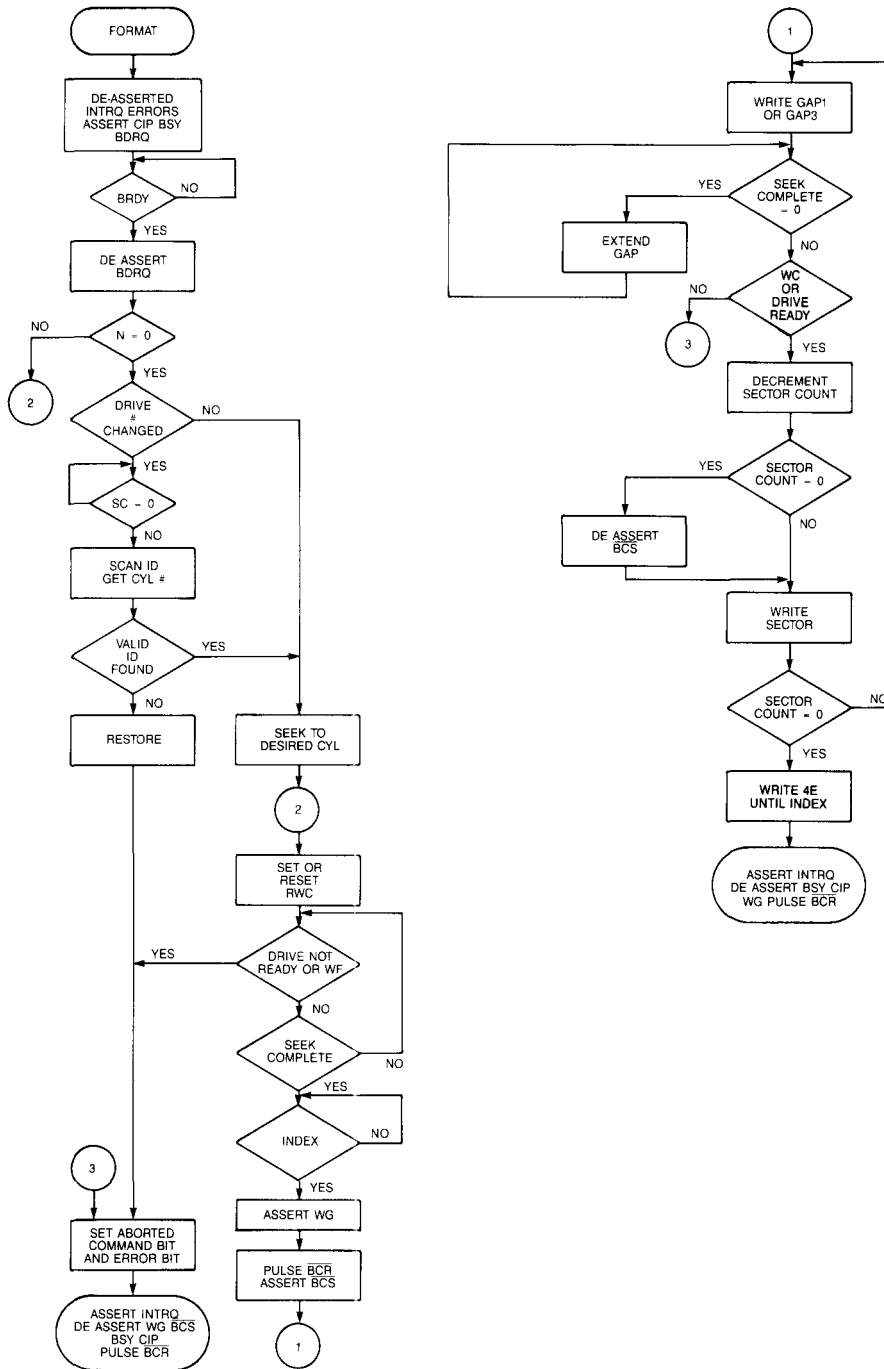 FORMAT
DE-ASSERTED
INTRQ ERRORS
ASSERT CIP BSY
BDRQ
BRDY
NO
YES
DE ASSERT
BDRQ
N = 0
NO
YES
2
DRIVE
#
CHANGED
NO
YES
SC = 0
NO
SCAN ID
GET CYL #
VALID
ID
FOUND
YES
NO
RESTORE
SEEK TO
DESIRED CYL
2
SET OR
RESET
RWC
DRIVE NOT
READY OR WF
YES
NO
SEEK
COMPLETE
NO
YES
INDEX
NO
YES
ASSERT WG
PULSE B̅C̅R̅
ASSERT BCS
1
3
SET ABORTED
COMMAND BIT
AND ERROR BIT
ASSERT INTRQ
DE ASSERT WG B̅C̅S̅
BSY CIP
PULSE B̅C̅R̅
1
WRITE GAP1
OR GAP3
SEEK
COMPLETE
= 0
YES
NO
EXTEND
GAP
WC
OR
DRIVE
READY
NO
3
YES
DECREMENT
SECTOR COUNT
SECTOR
COUNT = 0
YES
NO
DE ASSERT
B̅C̅S̅
WRITE
SECTOR
SECTOR
COUNT = 0
NO
YES
WRITE 4E
UNTIL INDEX
ASSERT INTRQ
DE ASSERT BSY CIP
WG PULSE B̅C̅R̅